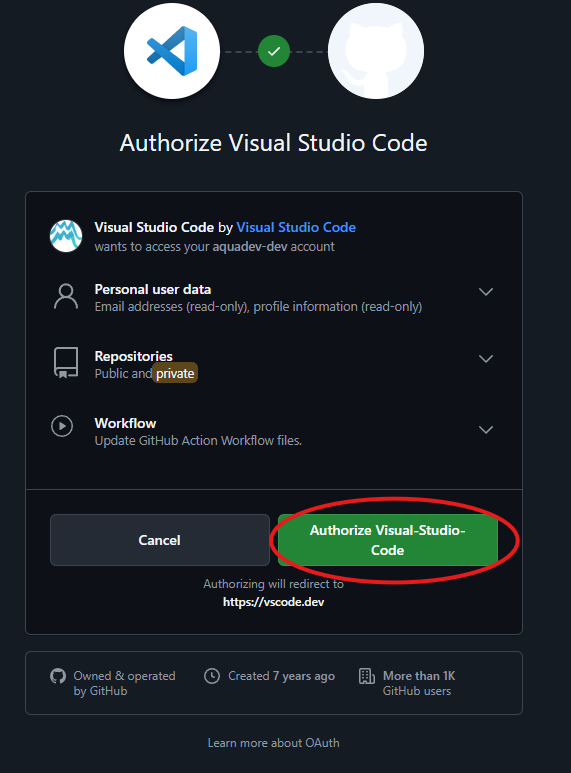 Authorize Visual Studio Code
Visual Studio Code by Visual Studio Code
wants to access your aquadev-dev account
Personal user data
Email addresses (read-only), profile information (read-only)
Repositories
Public and private
Workflow
Update GitHub Action Workflow files.
Cancel
Authorize Visual-Studio-
Code
Authorizing will redirect to
https://vscode.dev
Owned & operated
by GitHub
Created 7 years ago
More than 1K
GitHub users
Learn more about OAuth